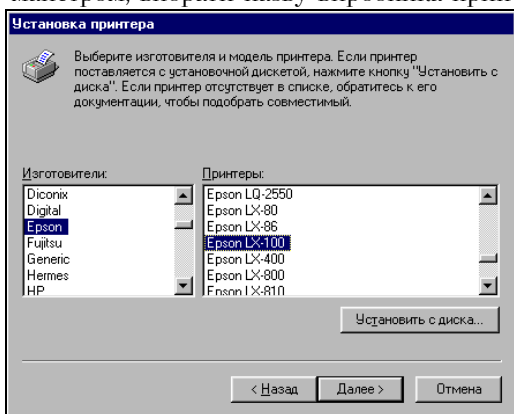 Установка принтера
Выберите изготовителя и модель принтера. Если принтер
поставляется с установочной дискетой, нажмите кнопку "Установить с
диска". Если принтер отсутствует в списке, обратитесь к его
документации, чтобы подобрать совместимый.
Изготовители:
Diconix
Digital
Epson
Fujitsu
Generic
Hermes
HP
Принтеры:
Epson LQ-2550
Epson LX-80
Epson LX-86
Epson LX-100
Epson LX-400
Epson LX-800
Epson LX-810
Установить с диска...
< Назад
Далее >
Отмена